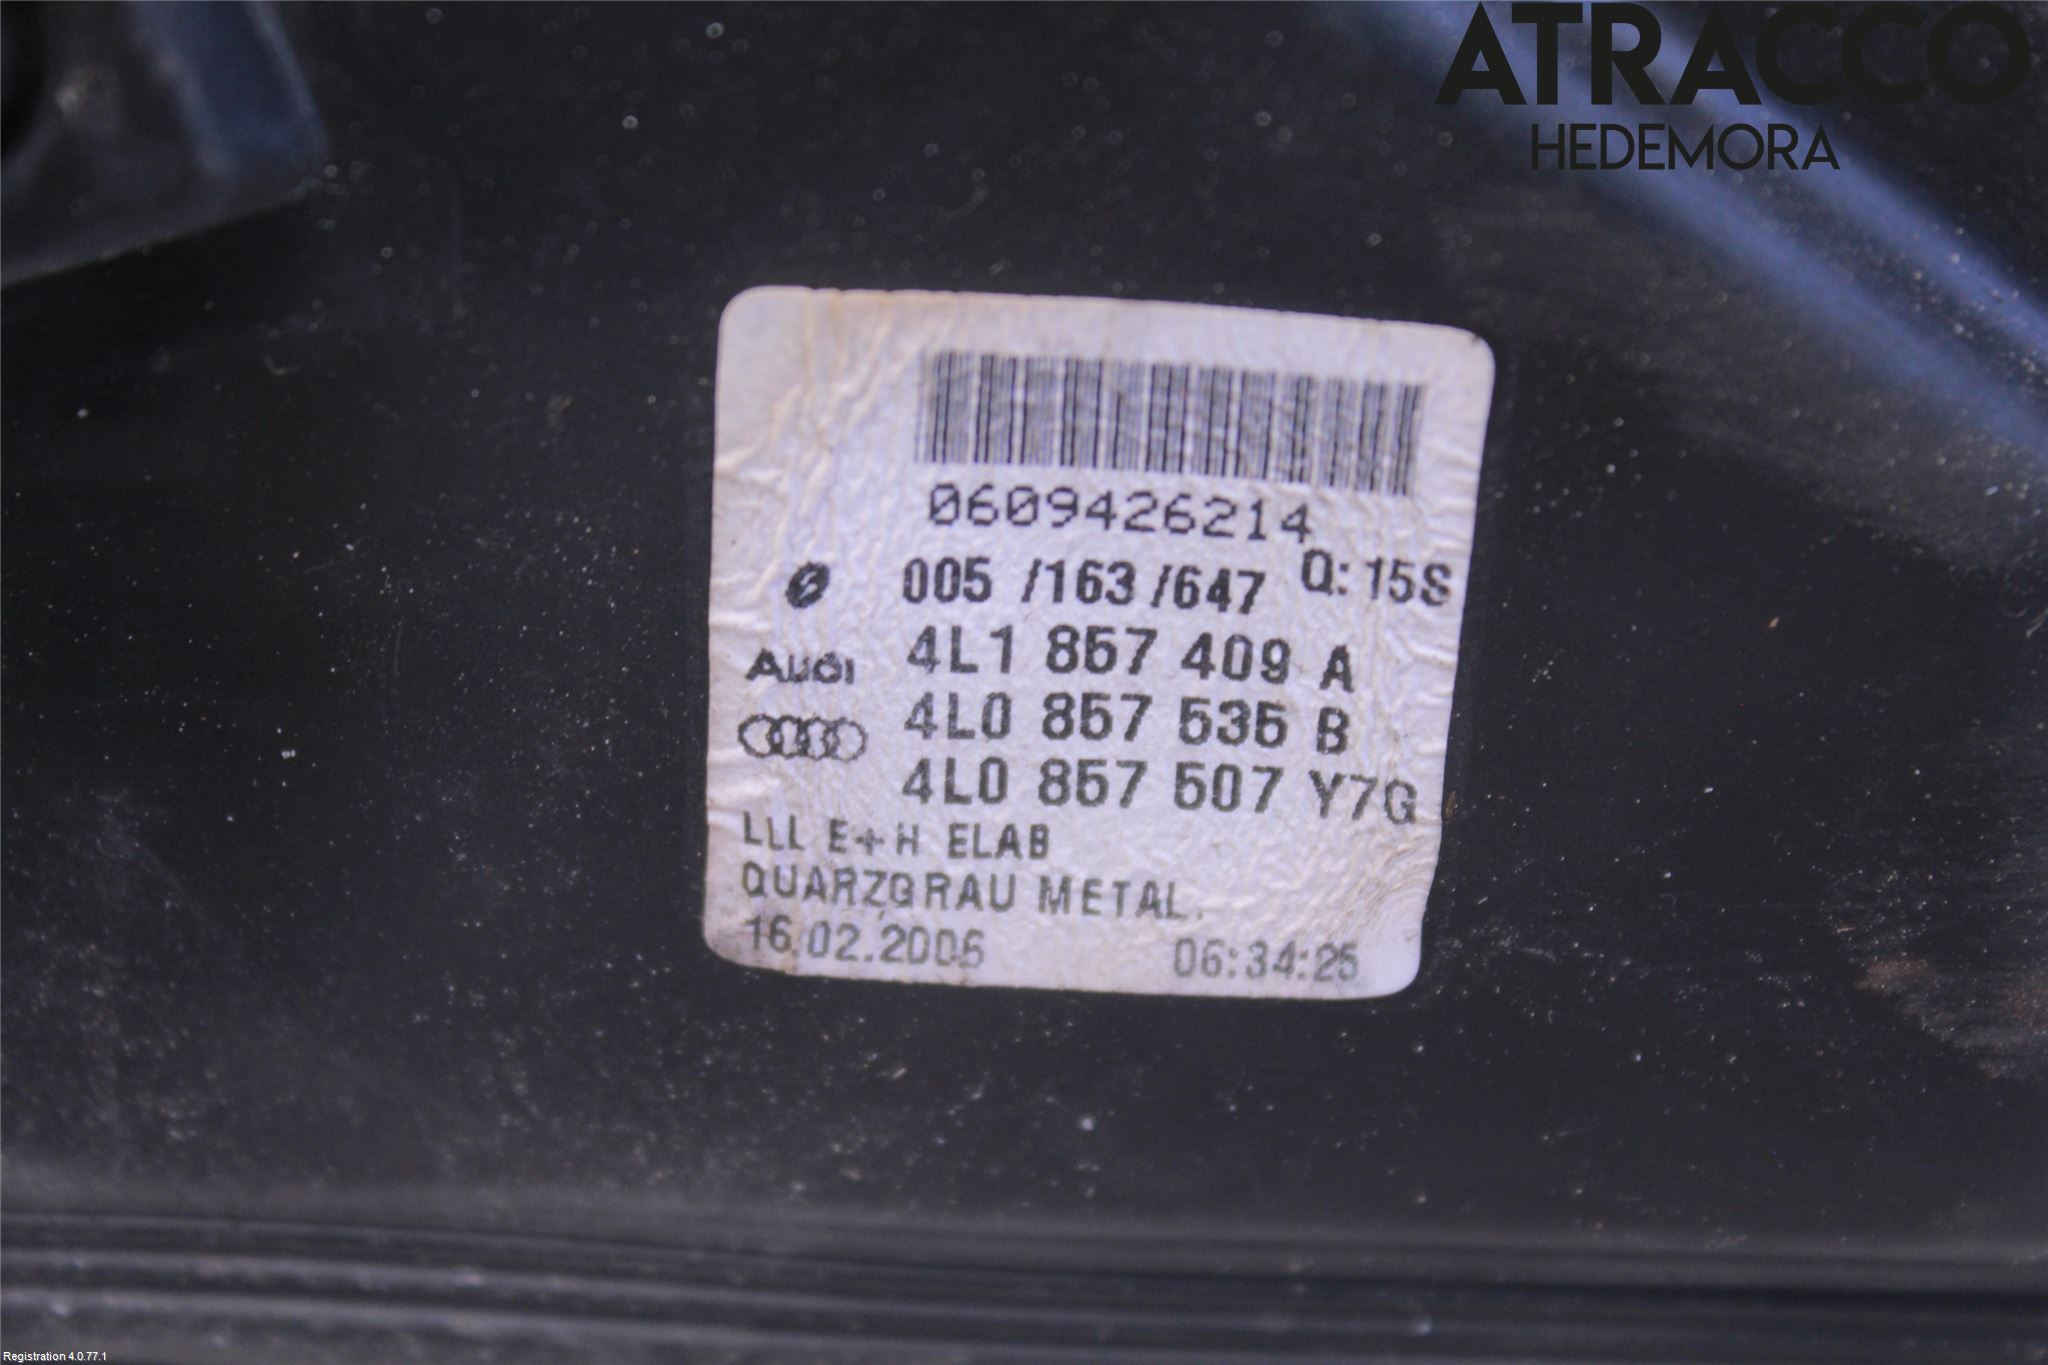 ATRACCO
HEDEMORA
0609426214
005 /163 /647 Q: 15S
Audi 4L1 857 409 A
4L0 857 535 B
4L0 857 507 Y7G
LLL E+H ELAB
QUARZGRAU METAL.
16.02.2006 06:34:25
Registration 4.0.77.1